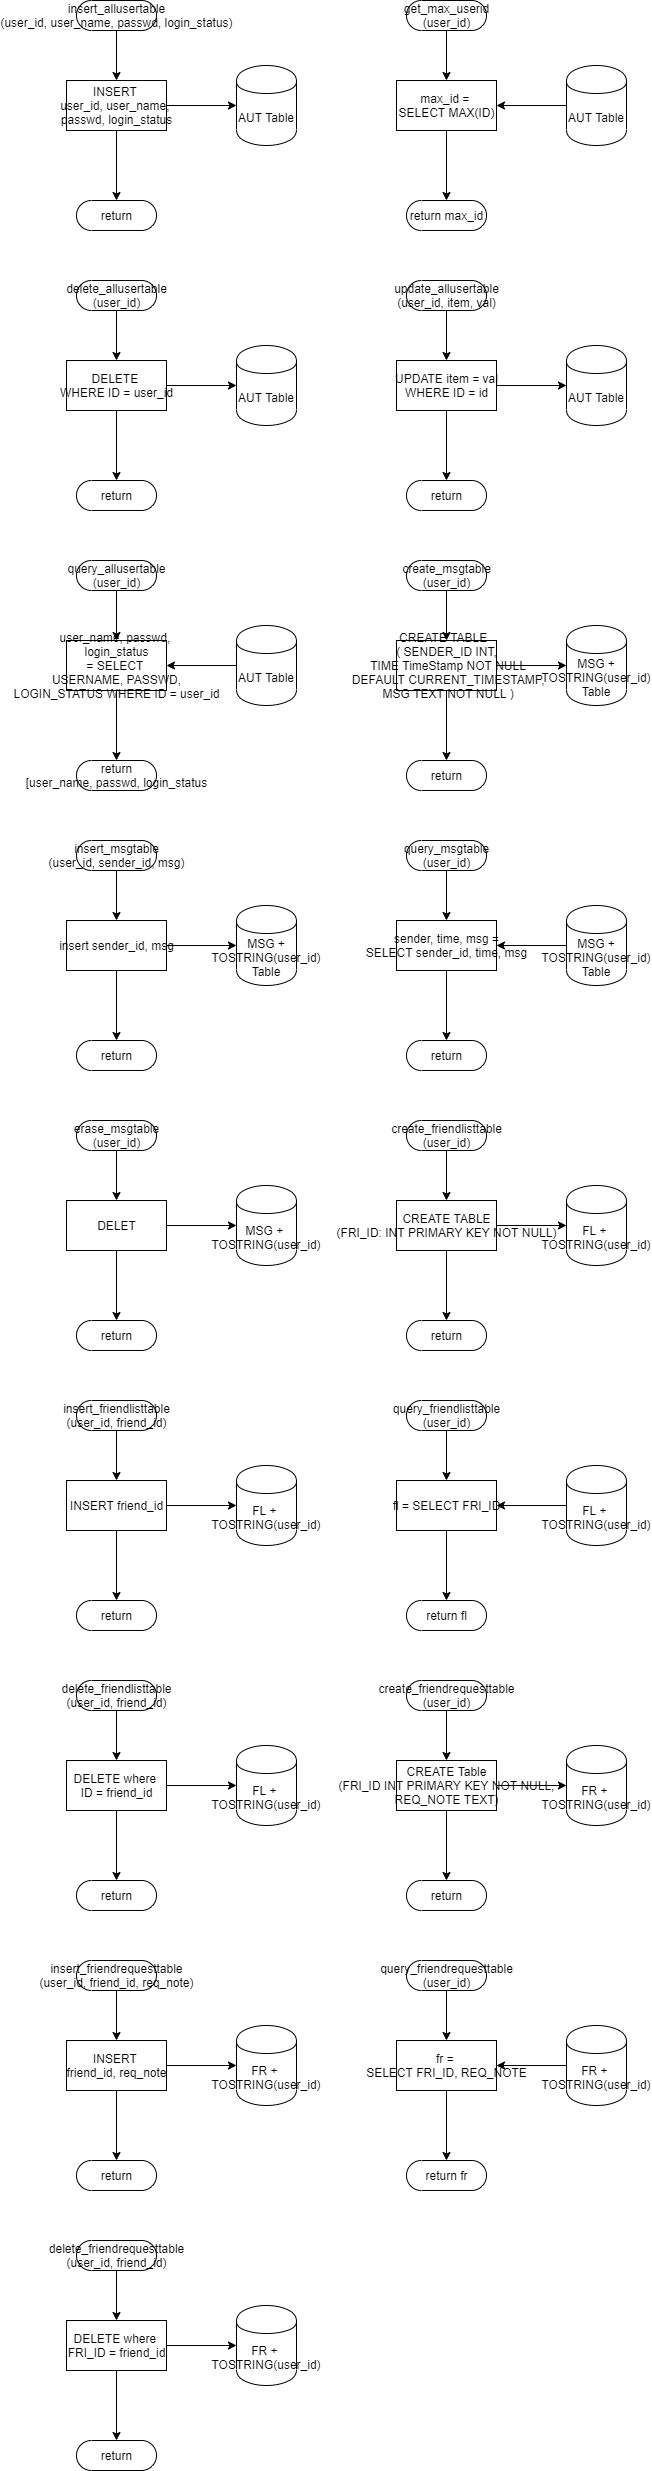 insert_allusertable
(user_id, user_name, passwd, login_status)
INSERT
user_id, user_name,
passwd, login_status
AUT Table
return
get_max_userid
(user_id)
max_id =
SELECT MAX(ID)
AUT Table
return max_id
delete_allusertable
(user_id)
DELETE
WHERE ID = user_id
AUT Table
return
update_allusertable
(user_id, item, val)
UPDATE item = val
WHERE ID = id
AUT Table
return
query_allusertable
(user_id)
user_name, passwd,
login_status
= SELECT
USERNAME, PASSWD,
LOGIN_STATUS WHERE ID = user_id
AUT Table
return
[user_name, passwd, login_status
create_msgtable
(user_id)
CREATE TABLE
( SENDER_ID INT,
TIME TimeStamp NOT NULL
DEFAULT CURRENT_TIMESTAMP,
MSG TEXT NOT NULL )
MSG +
TOSTRING(user_id)
Table
return
insert_msgtable
(user_id, sender_id, msg)
insert sender_id, msg
MSG +
TOSTRING(user_id)
Table
return
query_msgtable
(user_id)
sender, time, msg =
SELECT sender_id, time, msg
MSG +
TOSTRING(user_id)
Table
return
erase_msgtable
(user_id)
DELET
MSG +
TOSTRING(user_id)
return
create_friendlisttable
(user_id)
CREATE TABLE
(FRI_ID: INT PRIMARY KEY NOT NULL)
FL +
TOSTRING(user_id)
return
insert_friendlisttable
(user_id, friend_id)
INSERT friend_id
FL +
TOSTRING(user_id)
return
query_friendlisttable
(user_id)
fl = SELECT FRI_ID
FL +
TOSTRING(user_id)
return fl
delete_friendlisttable
(user_id, friend_id)
DELETE where
ID = friend_id
FL +
TOSTRING(user_id)
return
create_friendrequesttable
(user_id)
CREATE Table
(FRI_ID INT PRIMARY KEY NOT NULL,
REQ_NOTE TEXT)
FR +
TOSTRING(user_id)
return
insert_friendrequesttable
(user_id, friend_id, req_note)
INSERT
friend_id, req_note
FR +
TOSTRING(user_id)
return
query_friendrequesttable
(user_id)
fr =
SELECT FRI_ID, REQ_NOTE
FR +
TOSTRING(user_id)
return fr
delete_friendrequesttable
(user_id, friend_id)
DELETE where
FRI_ID = friend_id
FR +
TOSTRING(user_id)
return